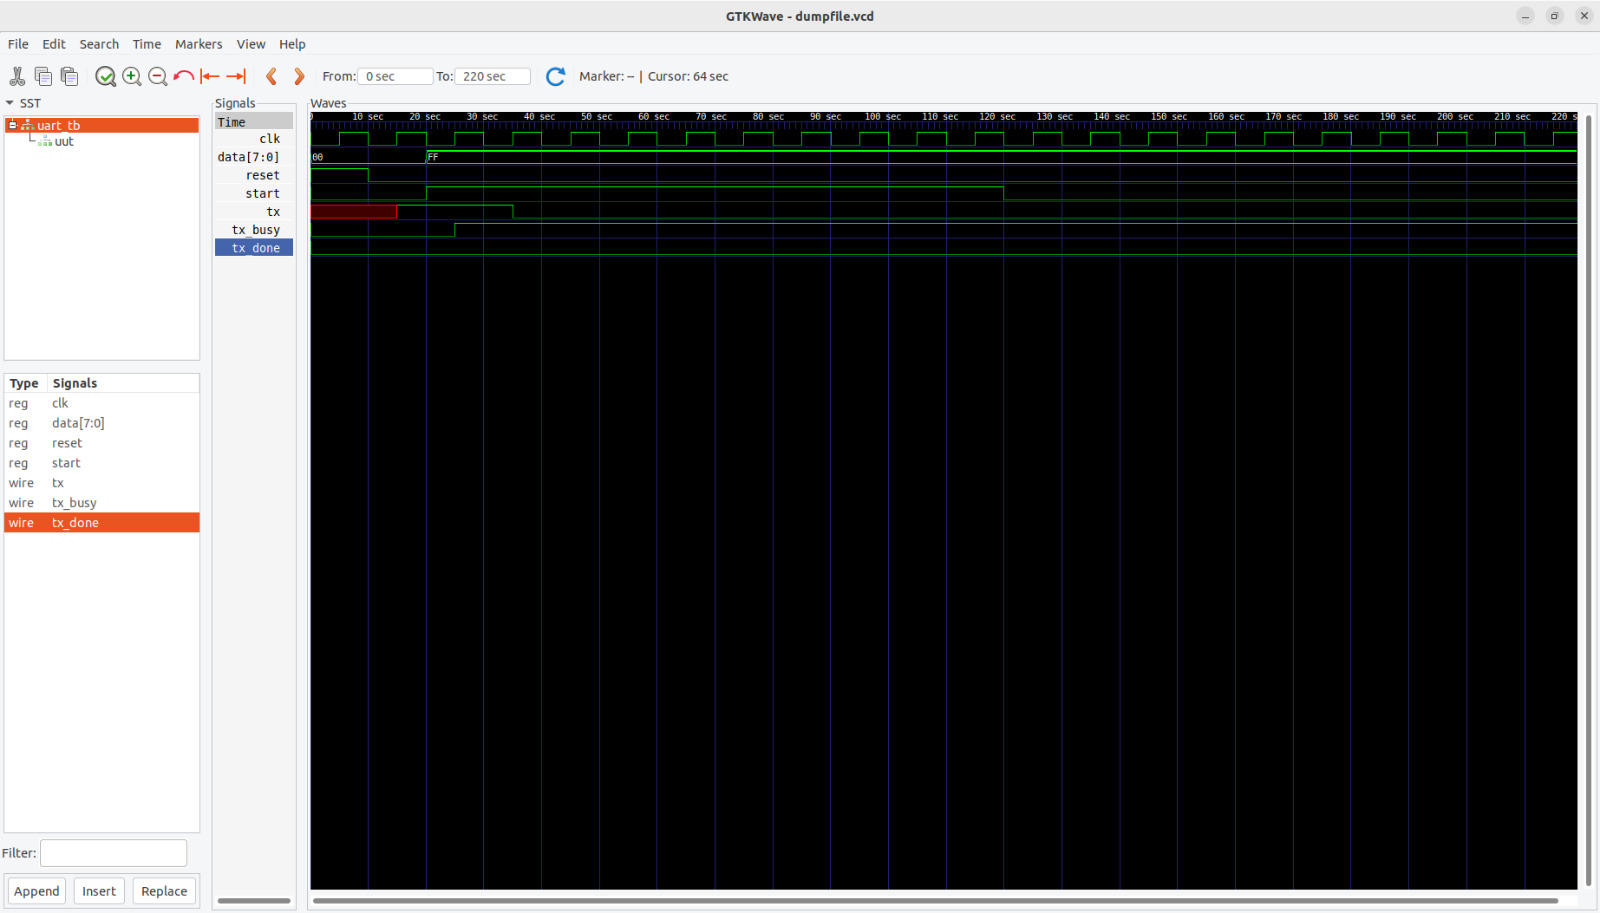 GTKWave - dumpfile.vcd
File Edit Search Time Markers View Help
From: 0 sec To: 220 sec Marker: -- | Cursor: 64 sec
SST
uart_tb
uut
Type Signals
reg clk
reg data[7:0]
reg reset
reg start
wire tx
wire tx_busy
wire tx_done
Filter:
Append Insert Replace
Signals
Time
clk
data[7:0]
reset
start
tx
tx_busy
tx_done
Waves
0 10 sec 20 sec 30 sec 40 sec 50 sec 60 sec 70 sec 80 sec 90 sec 100 sec 110 sec 120 sec 130 sec 140 sec 150 sec 160 sec 170 sec 180 sec 190 sec 200 sec 210 sec 220 s
00 FF